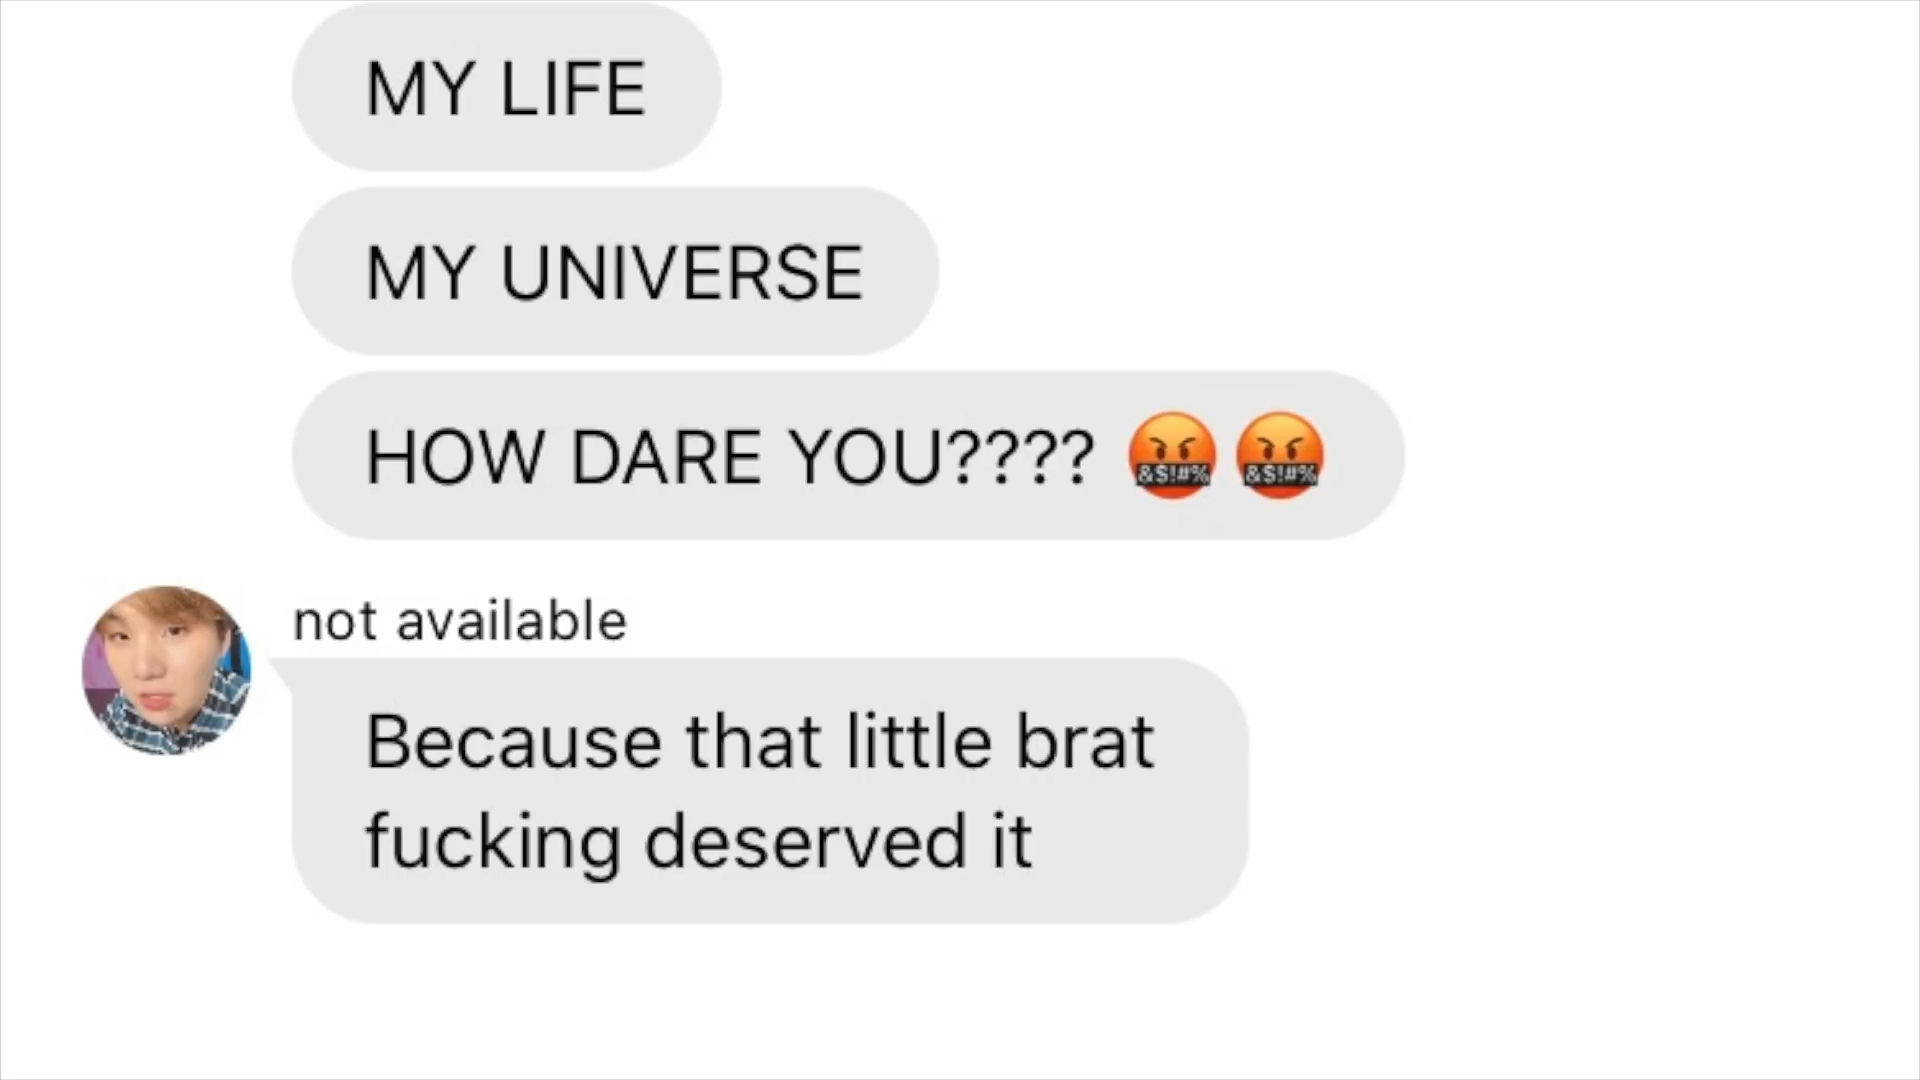 MY LIFE
MY UNIVERSE
HOW DARE YOU???? 🤬🤬
not available
Because that little brat
fucking deserved it